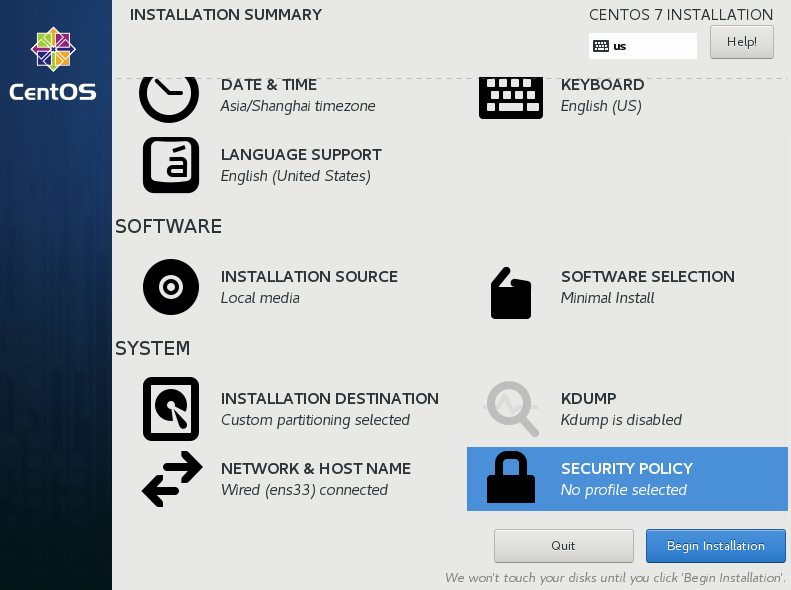 INSTALLATION SUMMARY
CENTOS 7 INSTALLATION
us
Help!
CentOS
DATE & TIME
Asia/Shanghai timezone
KEYBOARD
English (US)
á
LANGUAGE SUPPORT
English (United States)
SOFTWARE
INSTALLATION SOURCE
Local media
SOFTWARE SELECTION
Minimal Install
SYSTEM
INSTALLATION DESTINATION
Custom partitioning selected
KDUMP
Kdump is disabled
NETWORK & HOST NAME
Wired (ens33) connected
SECURITY POLICY
No profile selected
Quit
Begin Installation
We won't touch your disks until you click 'Begin Installation'.